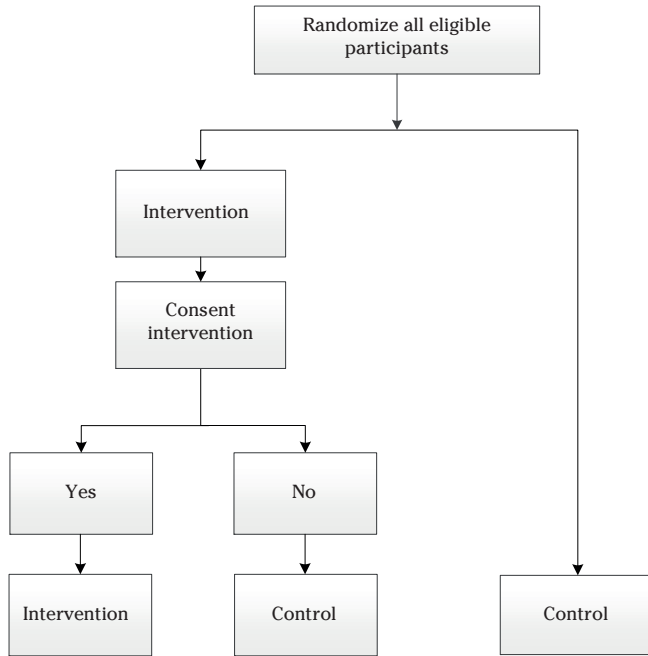 Randomize all eligible
participants
Intervention
Consent
intervention
Yes
No
Intervention
Control
Control